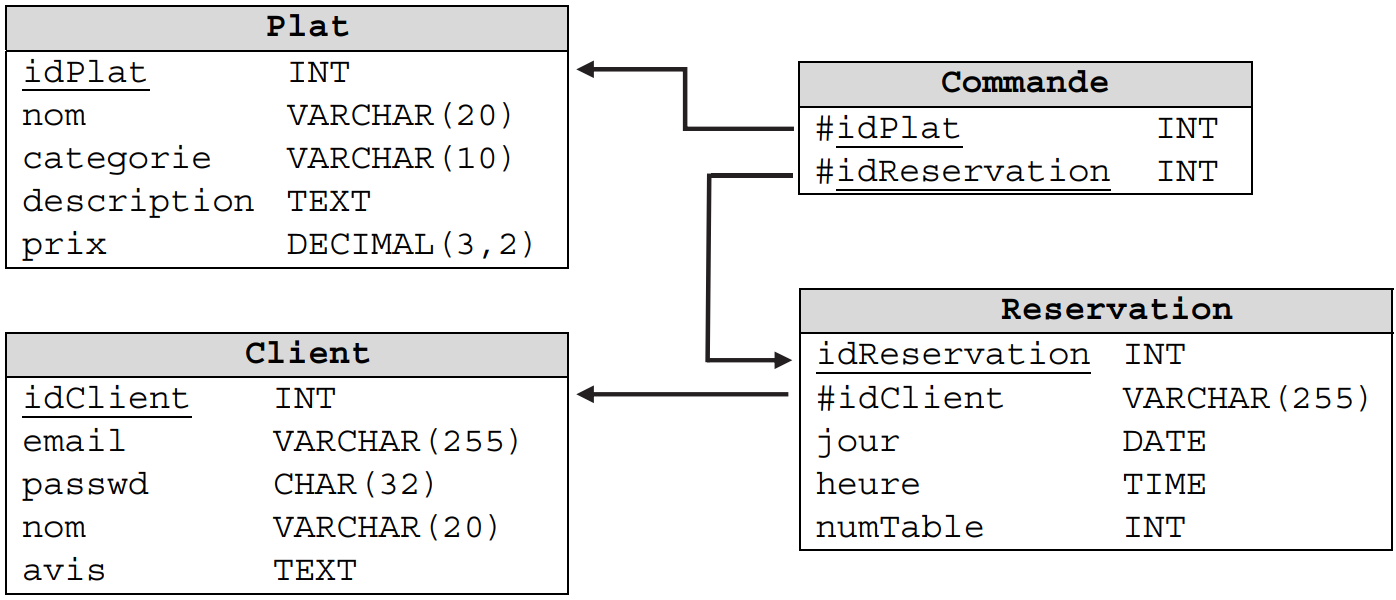 Plat
idPlat INT
nom VARCHAR(20)
categorie VARCHAR(10)
description TEXT
prix DECIMAL(3,2)
Commande
#idPlat INT
#idReservation INT
Client
idClient INT
email VARCHAR(255)
passwd CHAR(32)
nom VARCHAR(20)
avis TEXT
Reservation
idReservation INT
#idClient VARCHAR(255)
jour DATE
heure TIME
numTable INT